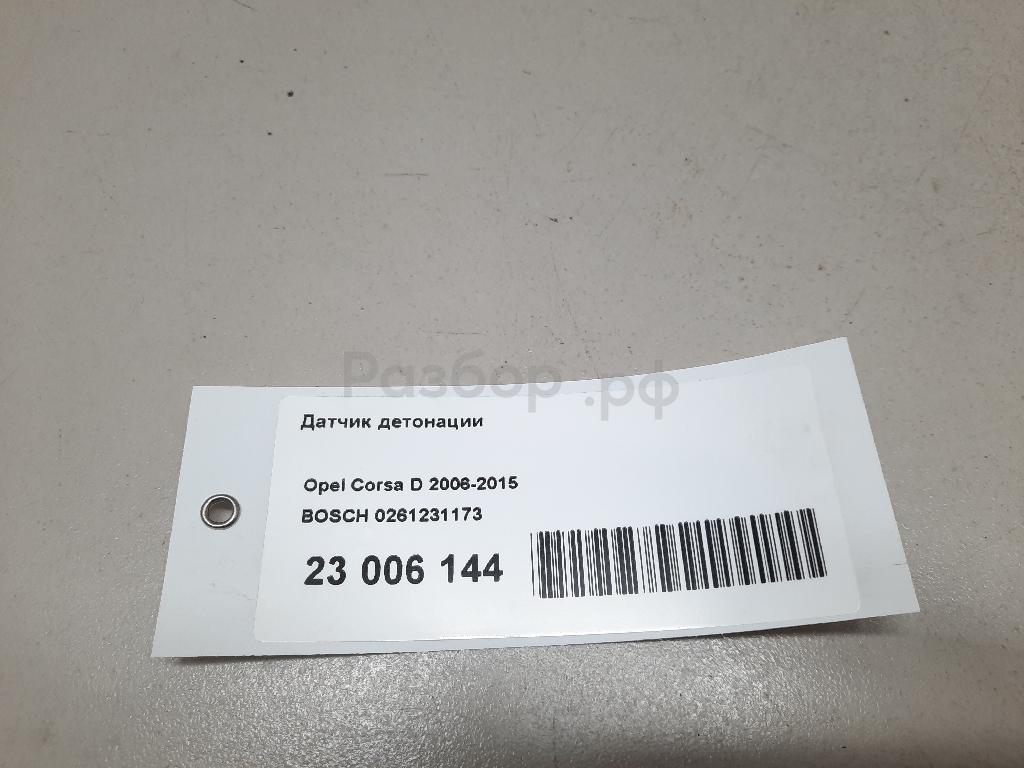 Разбор.рф
Датчик детонации
Opel Corsa D 2006-2015
BOSCH 0261231173
23 006 144